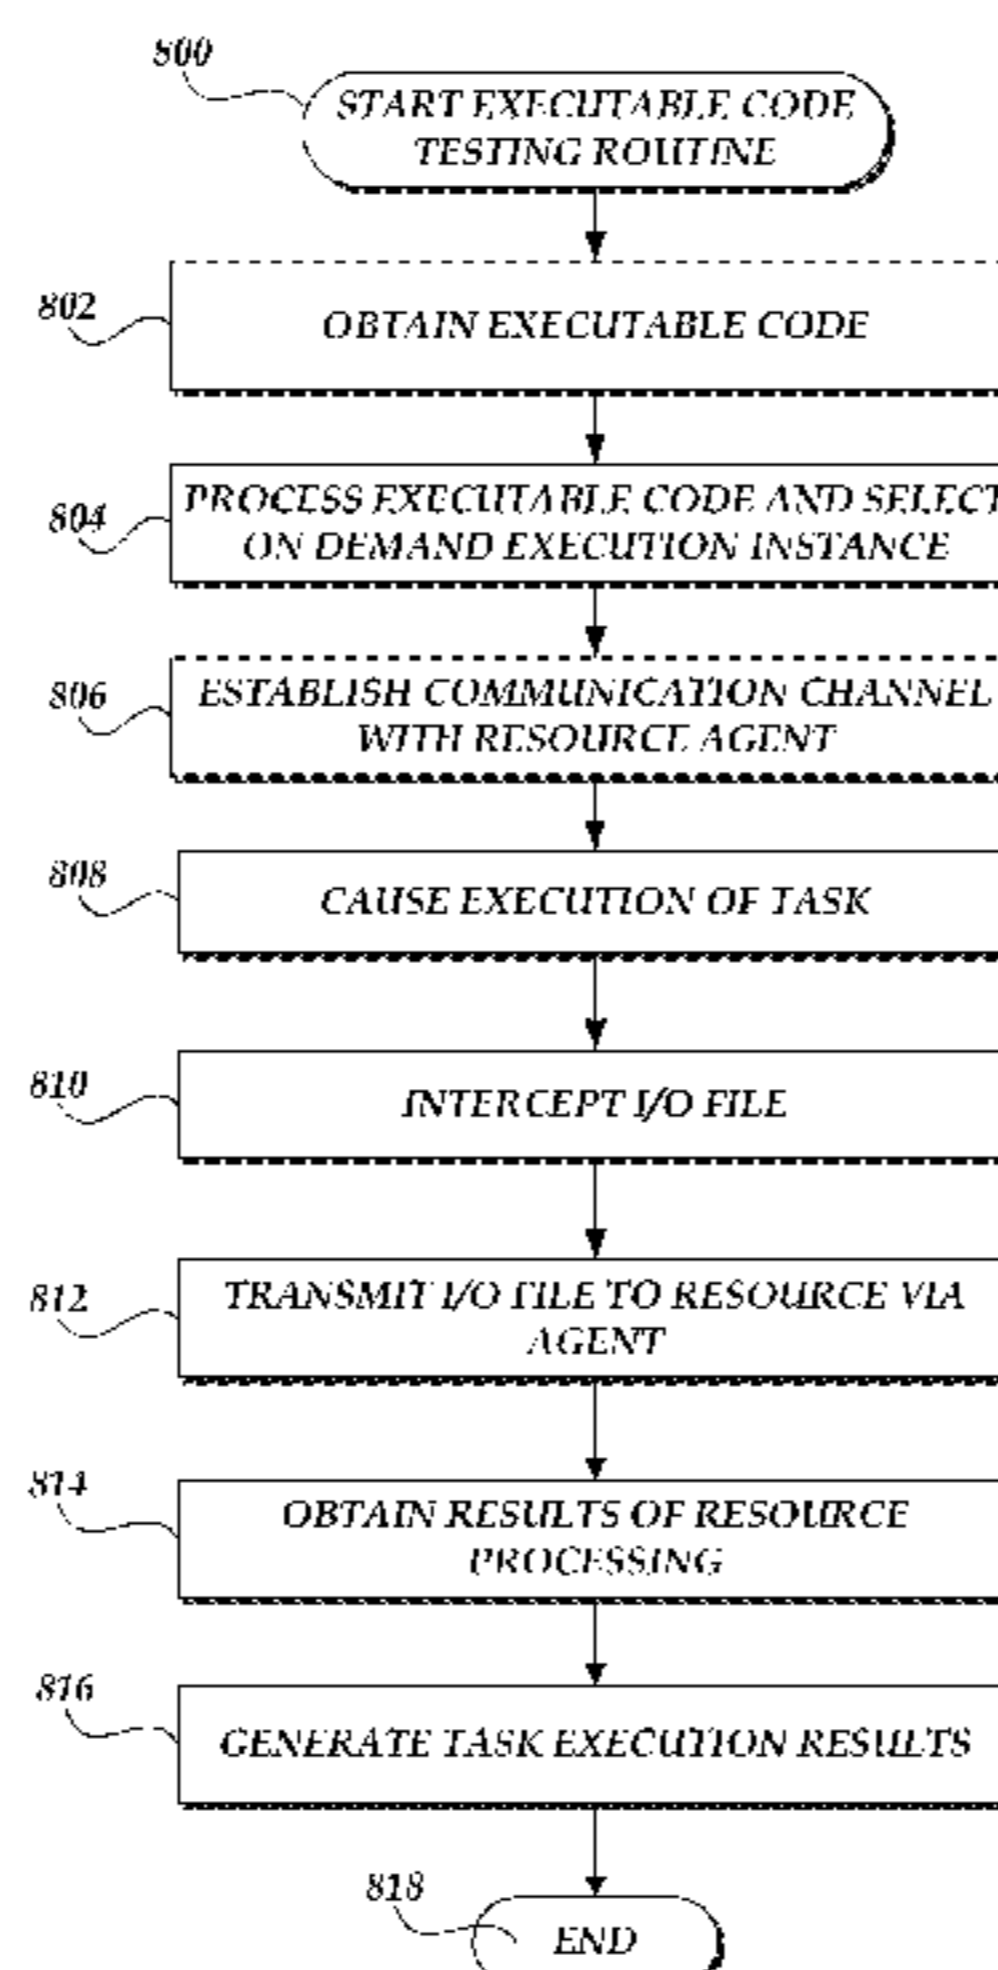 800
START EXECUTABLE CODE
TESTING ROUTINE
802
OBTAIN EXECUTABLE CODE
804
PROCESS EXECUTABLE CODE AND SELECT
ON DEMAND EXECUTION INSTANCE
806
ESTABLISH COMMUNICATION CHANNEL
WITH RESOURCE AGENT
808
CAUSE EXECUTION OF TASK
810
INTERCEPT I/O FILE
812
TRANSMIT I/O FILE TO RESOURCE VIA
AGENT
814
OBTAIN RESULTS OF RESOURCE
PROCESSING
816
GENERATE TASK EXECUTION RESULTS
818
END